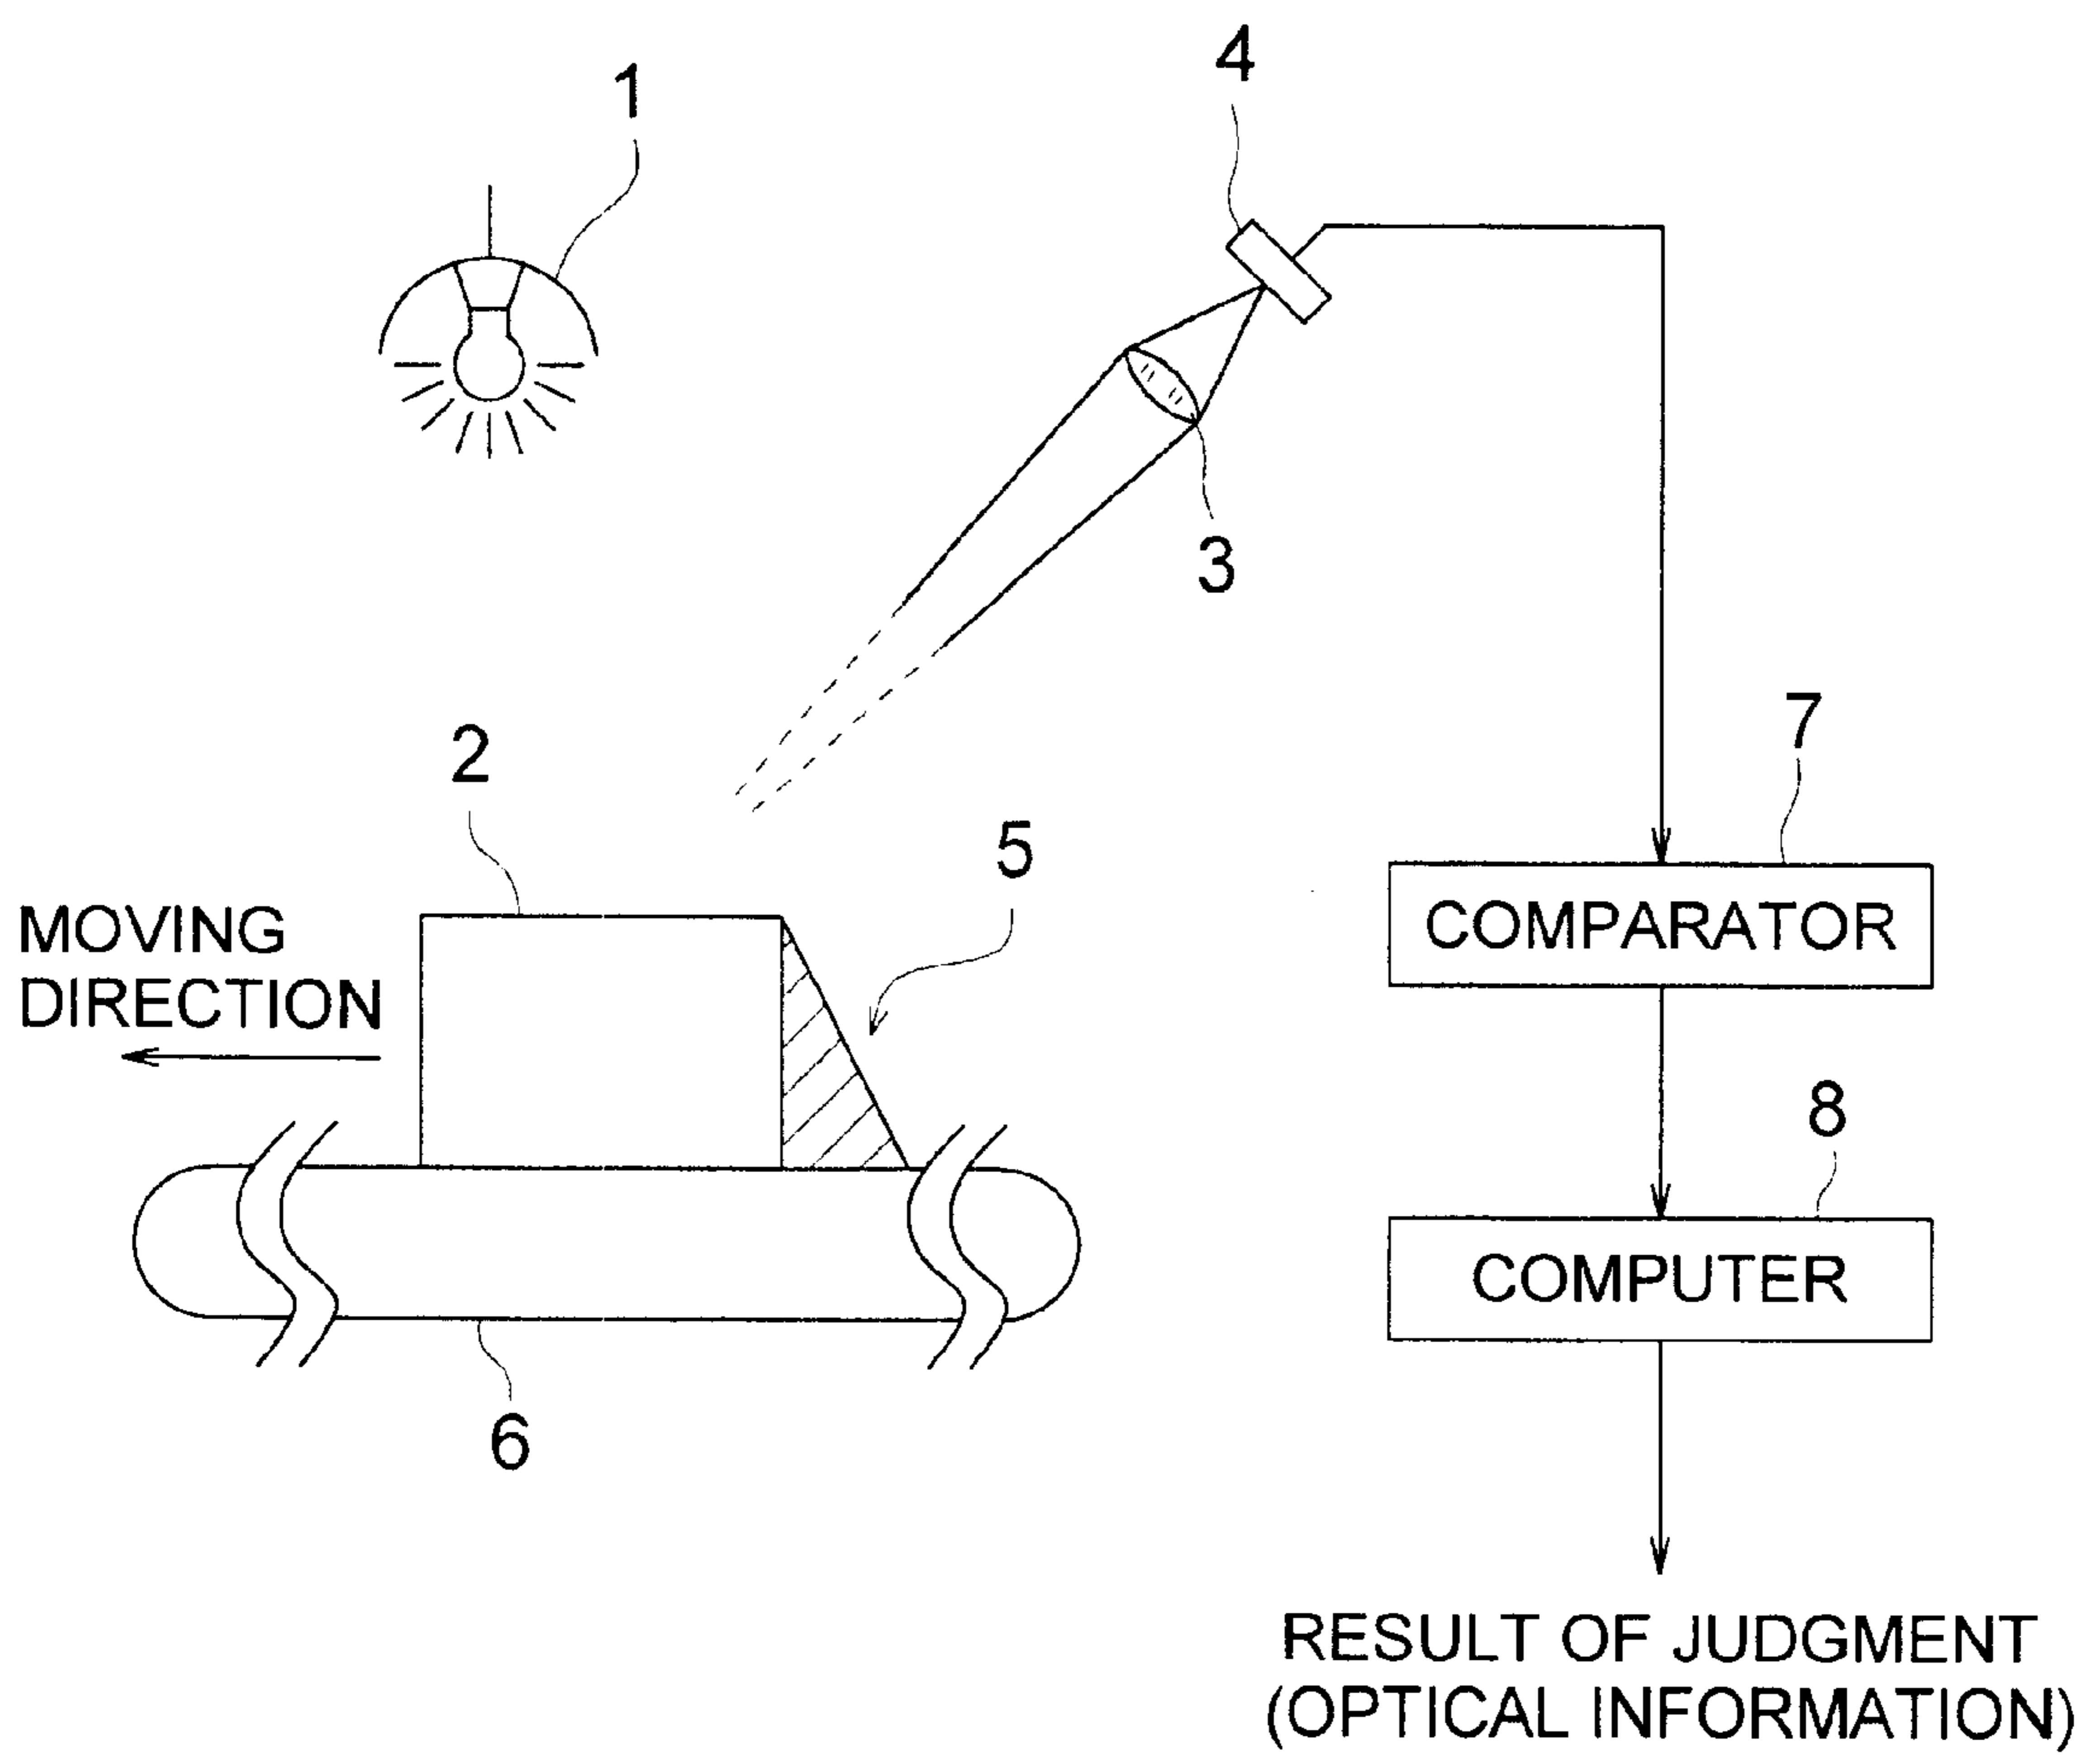 1
4
3
2
7
5
MOVING
DIRECTION
COMPARATOR
8
COMPUTER
6
RESULT OF JUDGMENT
(OPTICAL INFORMATION)